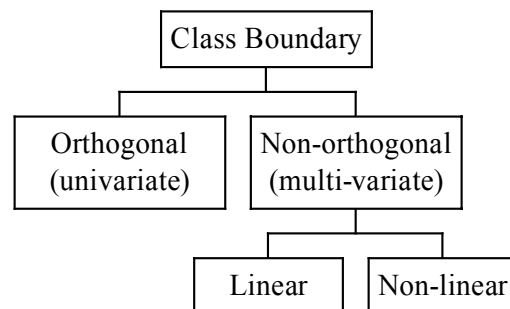 Class Boundary
Orthogonal
(univariate)
Non-orthogonal
(multi-variate)
Linear
Non-linear